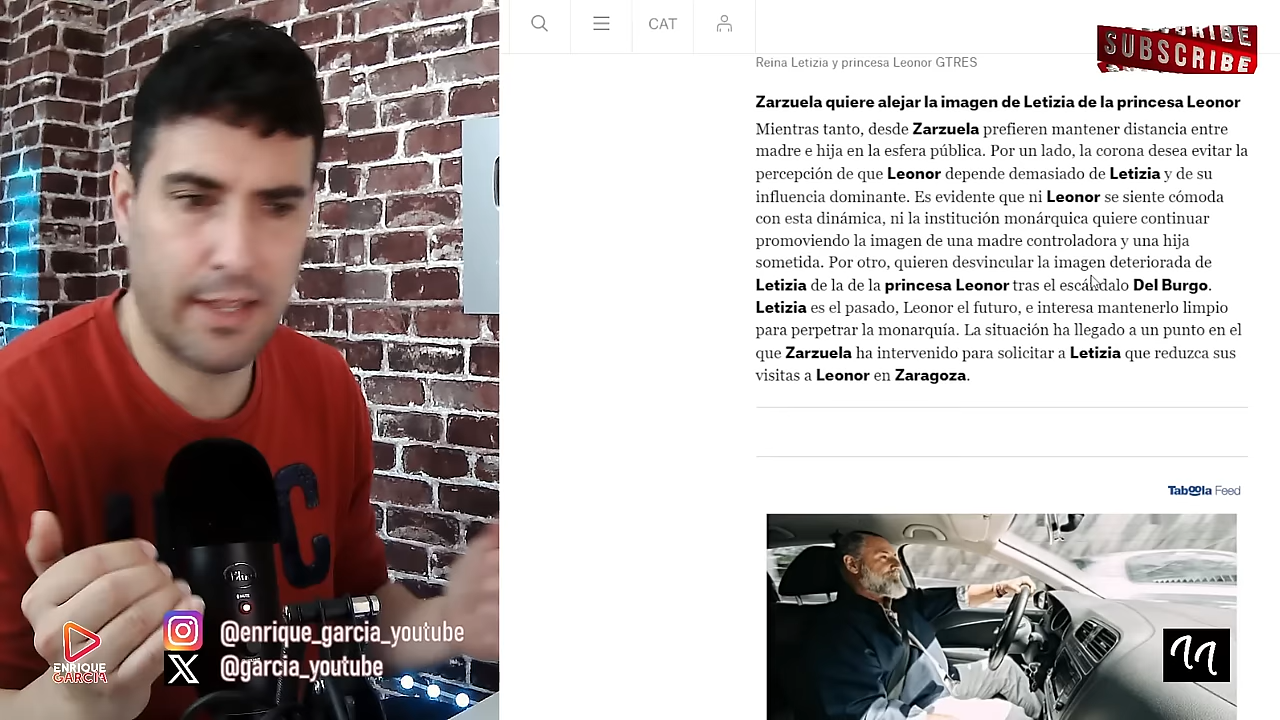 CAT
SUBSCRIBE
Reina Letizia y princesa Leonor GTRES
Zarzuela quiere alejar la imagen de Letizia de la princesa Leonor
Mientras tanto, desde Zarzuela prefieren mantener distancia entre
madre e hija en la esfera pública. Por un lado, la corona desea evitar la
percepción de que Leonor depende demasiado de Letizia y de su
influencia dominante. Es evidente que ni Leonor se siente cómoda
con esta dinámica, ni la institución monárquica quiere continuar
promoviendo la imagen de una madre controladora y una hija
sometida. Por otro, quieren desvincular la imagen deteriorada de
Letizia de la de la princesa Leonor tras el escándalo Del Burgo.
Letizia es el pasado, Leonor el futuro, e interesa mantenerlo limpio
para perpetrar la monarquía. La situación ha llegado a un punto en el
que Zarzuela ha intervenido para solicitar a Letizia que reduzca sus
visitas a Leonor en Zaragoza.
Taboola Feed
@enrique_garcia_youtube
@garcia_youtube
ENRIQUE
GARCIA